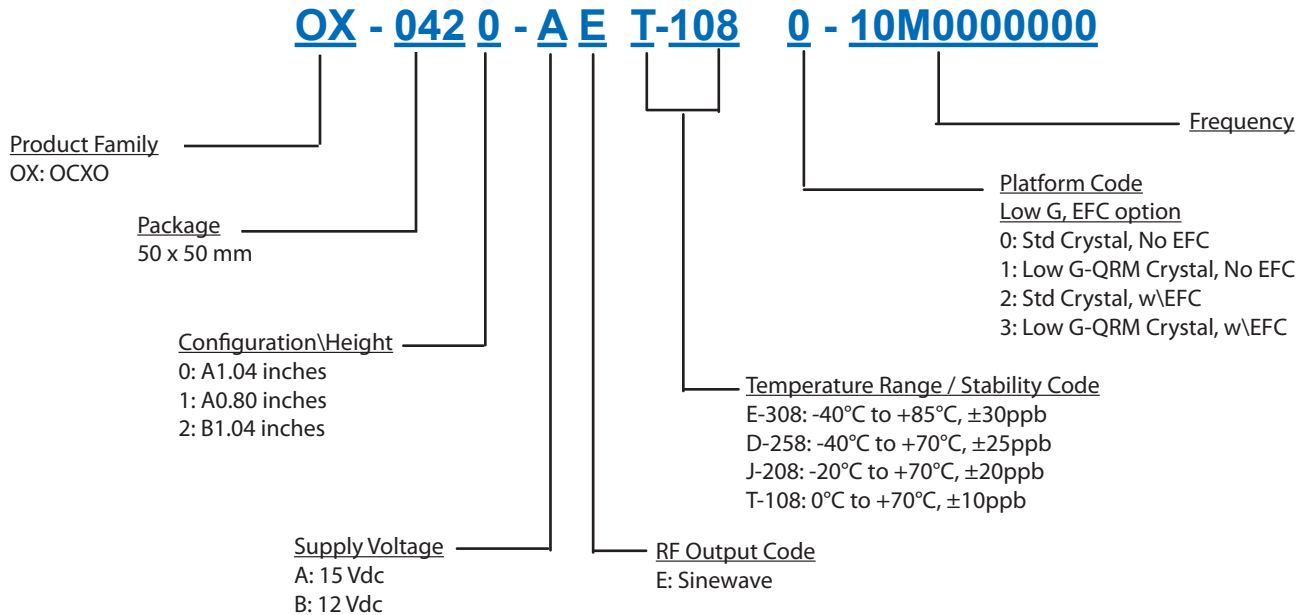 OX - 042 0 - A E T-108 0 - 10M0000000
Frequency
Product Family
OX: OCXO
Platform Code
Low G, EFC option
0: Std Crystal, No EFC
1: Low G-QRM Crystal, No EFC
2: Std Crystal, w\EFC
3: Low G-QRM Crystal, w\EFC
Package
50 x 50 mm
Configuration\Height
0: A1.04 inches
1: A0.80 inches
2: B1.04 inches
Temperature Range / Stability Code
E-308: -40°C to +85°C, ±30ppb
D-258: -40°C to +70°C, ±25ppb
J-208: -20°C to +70°C, ±20ppb
T-108: 0°C to +70°C, ±10ppb
Supply Voltage
A: 15 Vdc
B: 12 Vdc
RF Output Code
E: Sinewave